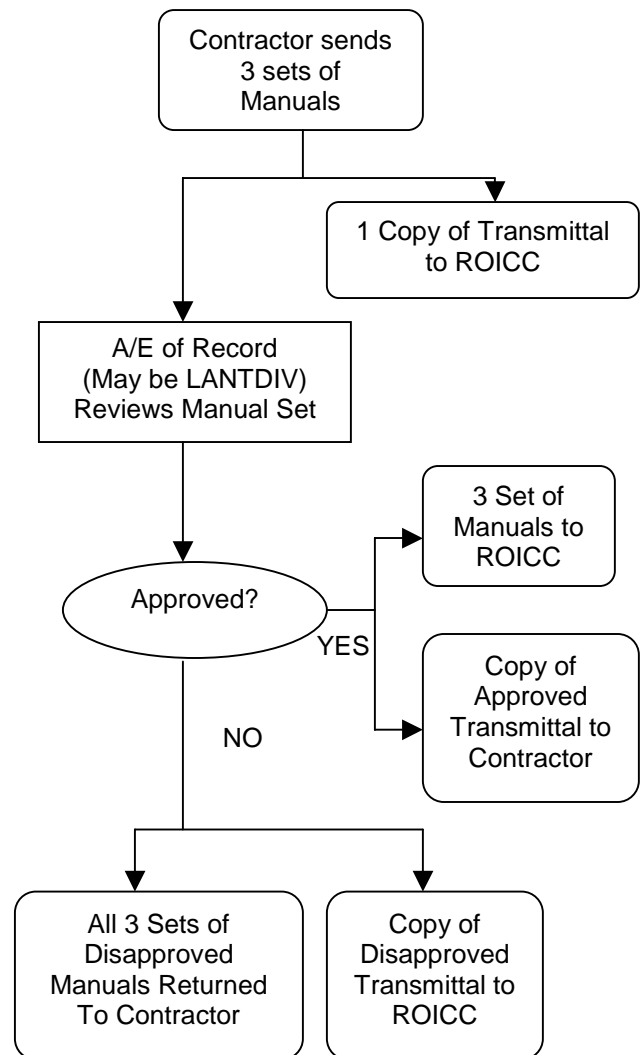 Contractor sends
3 sets of
Manuals
1 Copy of Transmittal
to ROICC
A/E of Record
(May be LANTDIV)
Reviews Manual Set
3 Set of
Manuals to
ROICC
Approved?
YES
Copy of
Approved
Transmittal to
Contractor
NO
All 3 Sets of
Disapproved
Manuals Returned
To Contractor
Copy of
Disapproved
Transmittal to
ROICC